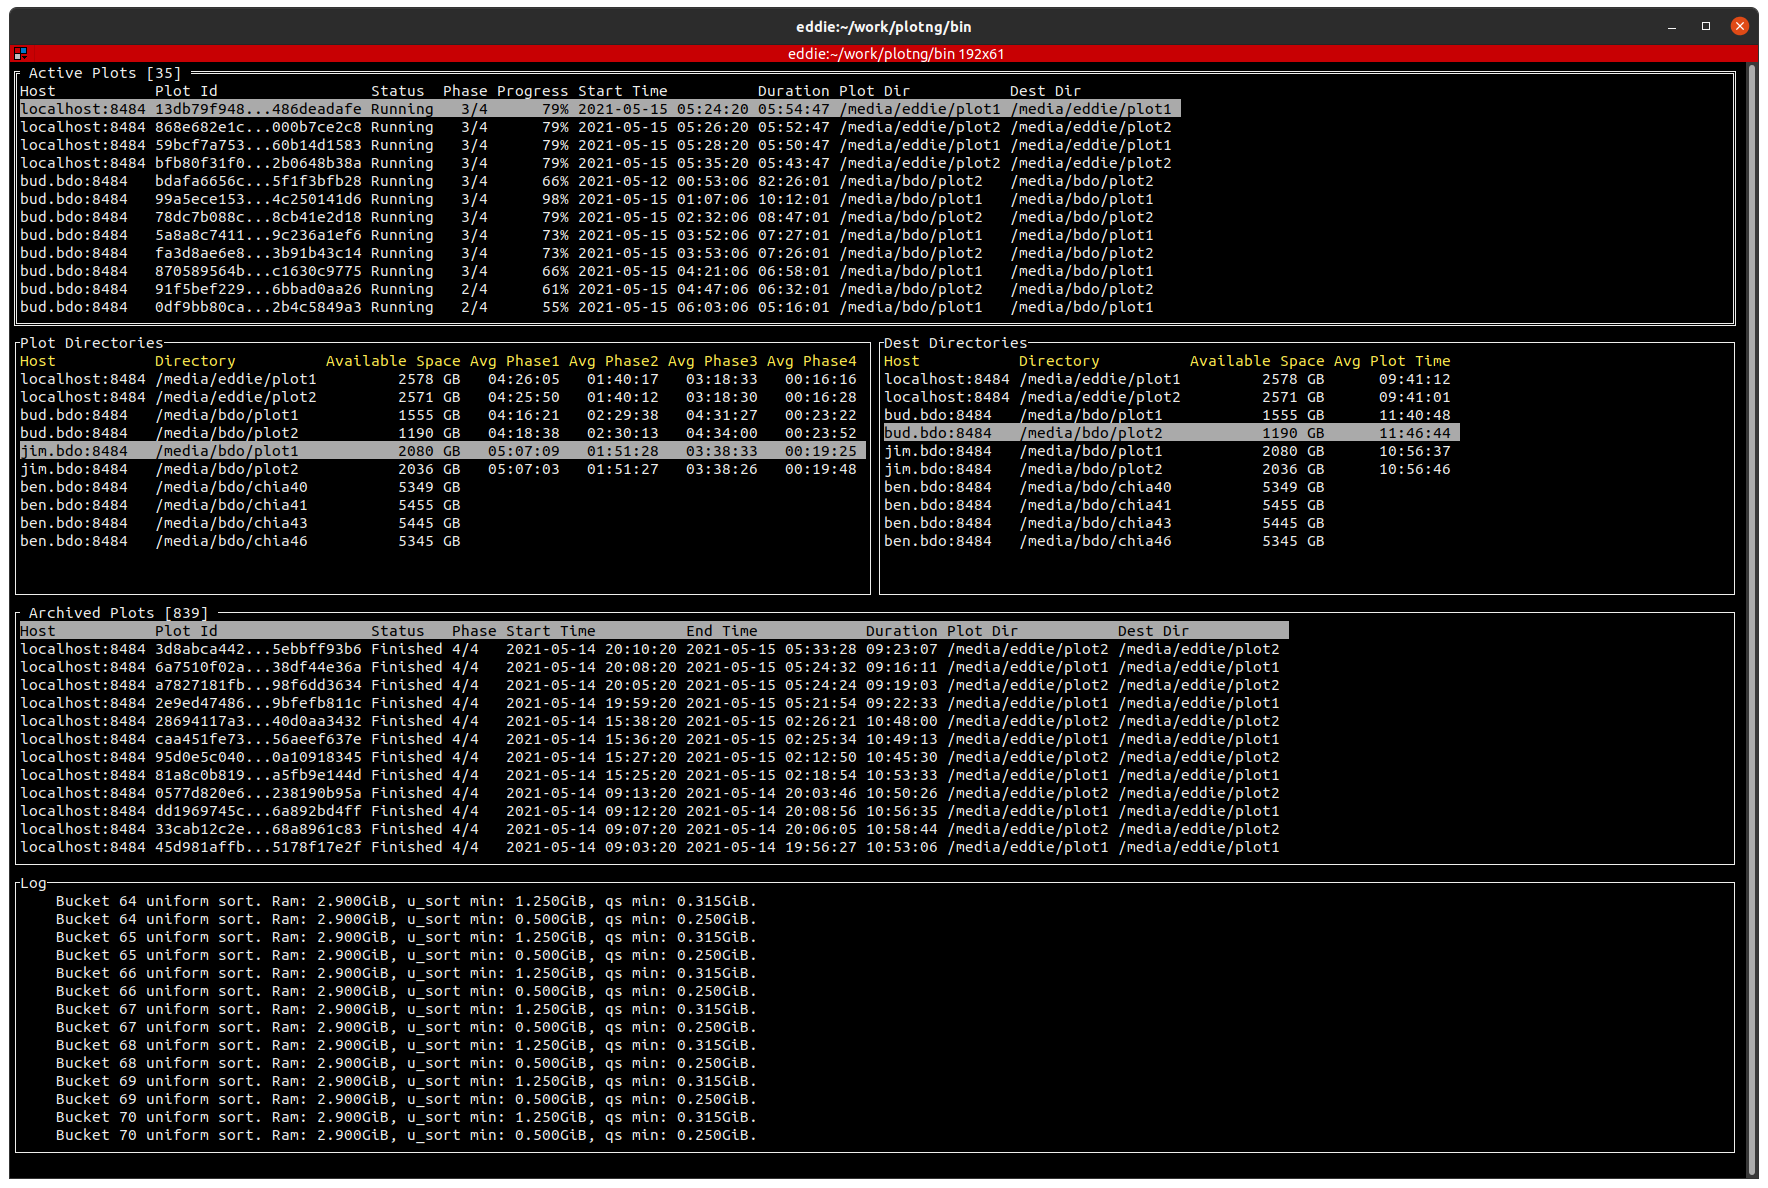 eddie:~/work/plotng/bin
eddie:~/work/plotng/bin 192x61
Active Plots [35]
Host Plot Id Status Phase Progress Start Time Duration Plot Dir Dest Dir
localhost:8484 13db79f948...486deadafe Running 3/4 79% 2021-05-15 05:24:20 05:54:47 /media/eddie/plot1 /media/eddie/plot1
localhost:8484 868e682e1c...000b7ce2c8 Running 3/4 79% 2021-05-15 05:26:20 05:52:47 /media/eddie/plot2 /media/eddie/plot2
localhost:8484 59bcf7a753...60b14d1583 Running 3/4 79% 2021-05-15 05:28:20 05:50:47 /media/eddie/plot1 /media/eddie/plot1
localhost:8484 bfb80f31f0...2b0648b38a Running 3/4 79% 2021-05-15 05:35:20 05:43:47 /media/eddie/plot2 /media/eddie/plot2
bud.bdo:8484 bdafa6656c...5f1f3bfb28 Running 3/4 66% 2021-05-12 00:53:06 82:26:01 /media/bdo/plot2 /media/bdo/plot2
bud.bdo:8484 99a5ece153...4c250141d6 Running 3/4 98% 2021-05-15 01:07:06 10:12:01 /media/bdo/plot1 /media/bdo/plot1
bud.bdo:8484 78dc7b088c...8cb41e2d18 Running 3/4 79% 2021-05-15 02:32:06 08:47:01 /media/bdo/plot2 /media/bdo/plot2
bud.bdo:8484 5a8a8c7411...9c236a1ef6 Running 3/4 73% 2021-05-15 03:52:06 07:27:01 /media/bdo/plot1 /media/bdo/plot1
bud.bdo:8484 fa3d8ae6e8...3b91b43c14 Running 3/4 73% 2021-05-15 03:53:06 07:26:01 /media/bdo/plot2 /media/bdo/plot2
bud.bdo:8484 870589564b...c1630c9775 Running 3/4 66% 2021-05-15 04:21:06 06:58:01 /media/bdo/plot1 /media/bdo/plot1
bud.bdo:8484 91f5bef229...6bbad0aa26 Running 2/4 61% 2021-05-15 04:47:06 06:32:01 /media/bdo/plot2 /media/bdo/plot2
bud.bdo:8484 0df9bb80ca...2b4c5849a3 Running 2/4 55% 2021-05-15 06:03:06 05:16:01 /media/bdo/plot1 /media/bdo/plot1
Plot Directories
Host Directory Available Space Avg Phase1 Avg Phase2 Avg Phase3 Avg Phase4
localhost:8484 /media/eddie/plot1 2578 GB 04:26:05 01:40:17 03:18:33 00:16:16
localhost:8484 /media/eddie/plot2 2571 GB 04:25:50 01:40:12 03:18:30 00:16:28
bud.bdo:8484 /media/bdo/plot1 1555 GB 04:16:21 02:29:38 04:31:27 00:23:22
bud.bdo:8484 /media/bdo/plot2 1190 GB 04:18:38 02:30:13 04:34:00 00:23:52
jim.bdo:8484 /media/bdo/plot1 2080 GB 05:07:09 01:51:28 03:38:33 00:19:25
jim.bdo:8484 /media/bdo/plot2 2036 GB 05:07:03 01:51:27 03:38:26 00:19:48
ben.bdo:8484 /media/bdo/chia40 5349 GB
ben.bdo:8484 /media/bdo/chia41 5455 GB
ben.bdo:8484 /media/bdo/chia43 5445 GB
ben.bdo:8484 /media/bdo/chia46 5345 GB
Dest Directories
Host Directory Available Space Avg Plot Time
localhost:8484 /media/eddie/plot1 2578 GB 09:41:12
localhost:8484 /media/eddie/plot2 2571 GB 09:41:01
bud.bdo:8484 /media/bdo/plot1 1555 GB 11:40:48
bud.bdo:8484 /media/bdo/plot2 1190 GB 11:46:44
jim.bdo:8484 /media/bdo/plot1 2080 GB 10:56:37
jim.bdo:8484 /media/bdo/plot2 2036 GB 10:56:46
ben.bdo:8484 /media/bdo/chia40 5349 GB
ben.bdo:8484 /media/bdo/chia41 5455 GB
ben.bdo:8484 /media/bdo/chia43 5445 GB
ben.bdo:8484 /media/bdo/chia46 5345 GB
Archived Plots [839]
Host Plot Id Status Phase Start Time End Time Duration Plot Dir Dest Dir
localhost:8484 3d8abca442...5ebbff93b6 Finished 4/4 2021-05-14 20:10:20 2021-05-15 05:33:28 09:23:07 /media/eddie/plot2 /media/eddie/plot2
localhost:8484 6a7510f02a...38df44e36a Finished 4/4 2021-05-14 20:08:20 2021-05-15 05:24:32 09:16:11 /media/eddie/plot1 /media/eddie/plot1
localhost:8484 a7827181fb...98f6dd3634 Finished 4/4 2021-05-14 20:05:20 2021-05-15 05:24:24 09:19:03 /media/eddie/plot2 /media/eddie/plot2
localhost:8484 2e9ed47486...9bfefb811c Finished 4/4 2021-05-14 19:59:20 2021-05-15 05:21:54 09:22:33 /media/eddie/plot1 /media/eddie/plot1
localhost:8484 28694117a3...40d0aa3432 Finished 4/4 2021-05-14 15:38:20 2021-05-15 02:26:21 10:48:00 /media/eddie/plot2 /media/eddie/plot2
localhost:8484 caa451fe73...56aeef637e Finished 4/4 2021-05-14 15:36:20 2021-05-15 02:25:34 10:49:13 /media/eddie/plot1 /media/eddie/plot1
localhost:8484 95d0e5c040...0a10918345 Finished 4/4 2021-05-14 15:27:20 2021-05-15 02:12:50 10:45:30 /media/eddie/plot2 /media/eddie/plot2
localhost:8484 81a8c0b819...a5fb9e144d Finished 4/4 2021-05-14 15:25:20 2021-05-15 02:18:54 10:53:33 /media/eddie/plot1 /media/eddie/plot1
localhost:8484 0577d820e6...238190b95a Finished 4/4 2021-05-14 09:13:20 2021-05-14 20:03:46 10:50:26 /media/eddie/plot2 /media/eddie/plot2
localhost:8484 dd1969745c...6a892bd4ff Finished 4/4 2021-05-14 09:12:20 2021-05-14 20:08:56 10:56:35 /media/eddie/plot1 /media/eddie/plot1
localhost:8484 33cab12c2e...68a8961c83 Finished 4/4 2021-05-14 09:07:20 2021-05-14 20:06:05 10:58:44 /media/eddie/plot2 /media/eddie/plot2
localhost:8484 45d981affb...5178f17e2f Finished 4/4 2021-05-14 09:03:20 2021-05-14 19:56:27 10:53:06 /media/eddie/plot1 /media/eddie/plot1
Log
Bucket 64 uniform sort. Ram: 2.900GiB, u_sort min: 1.250GiB, qs min: 0.315GiB.
Bucket 64 uniform sort. Ram: 2.900GiB, u_sort min: 0.500GiB, qs min: 0.250GiB.
Bucket 65 uniform sort. Ram: 2.900GiB, u_sort min: 1.250GiB, qs min: 0.315GiB.
Bucket 65 uniform sort. Ram: 2.900GiB, u_sort min: 0.500GiB, qs min: 0.250GiB.
Bucket 66 uniform sort. Ram: 2.900GiB, u_sort min: 1.250GiB, qs min: 0.315GiB.
Bucket 66 uniform sort. Ram: 2.900GiB, u_sort min: 0.500GiB, qs min: 0.250GiB.
Bucket 67 uniform sort. Ram: 2.900GiB, u_sort min: 1.250GiB, qs min: 0.315GiB.
Bucket 67 uniform sort. Ram: 2.900GiB, u_sort min: 0.500GiB, qs min: 0.250GiB.
Bucket 68 uniform sort. Ram: 2.900GiB, u_sort min: 1.250GiB, qs min: 0.315GiB.
Bucket 68 uniform sort. Ram: 2.900GiB, u_sort min: 0.500GiB, qs min: 0.250GiB.
Bucket 69 uniform sort. Ram: 2.900GiB, u_sort min: 1.250GiB, qs min: 0.315GiB.
Bucket 69 uniform sort. Ram: 2.900GiB, u_sort min: 0.500GiB, qs min: 0.250GiB.
Bucket 70 uniform sort. Ram: 2.900GiB, u_sort min: 1.250GiB, qs min: 0.315GiB.
Bucket 70 uniform sort. Ram: 2.900GiB, u_sort min: 0.500GiB, qs min: 0.250GiB.